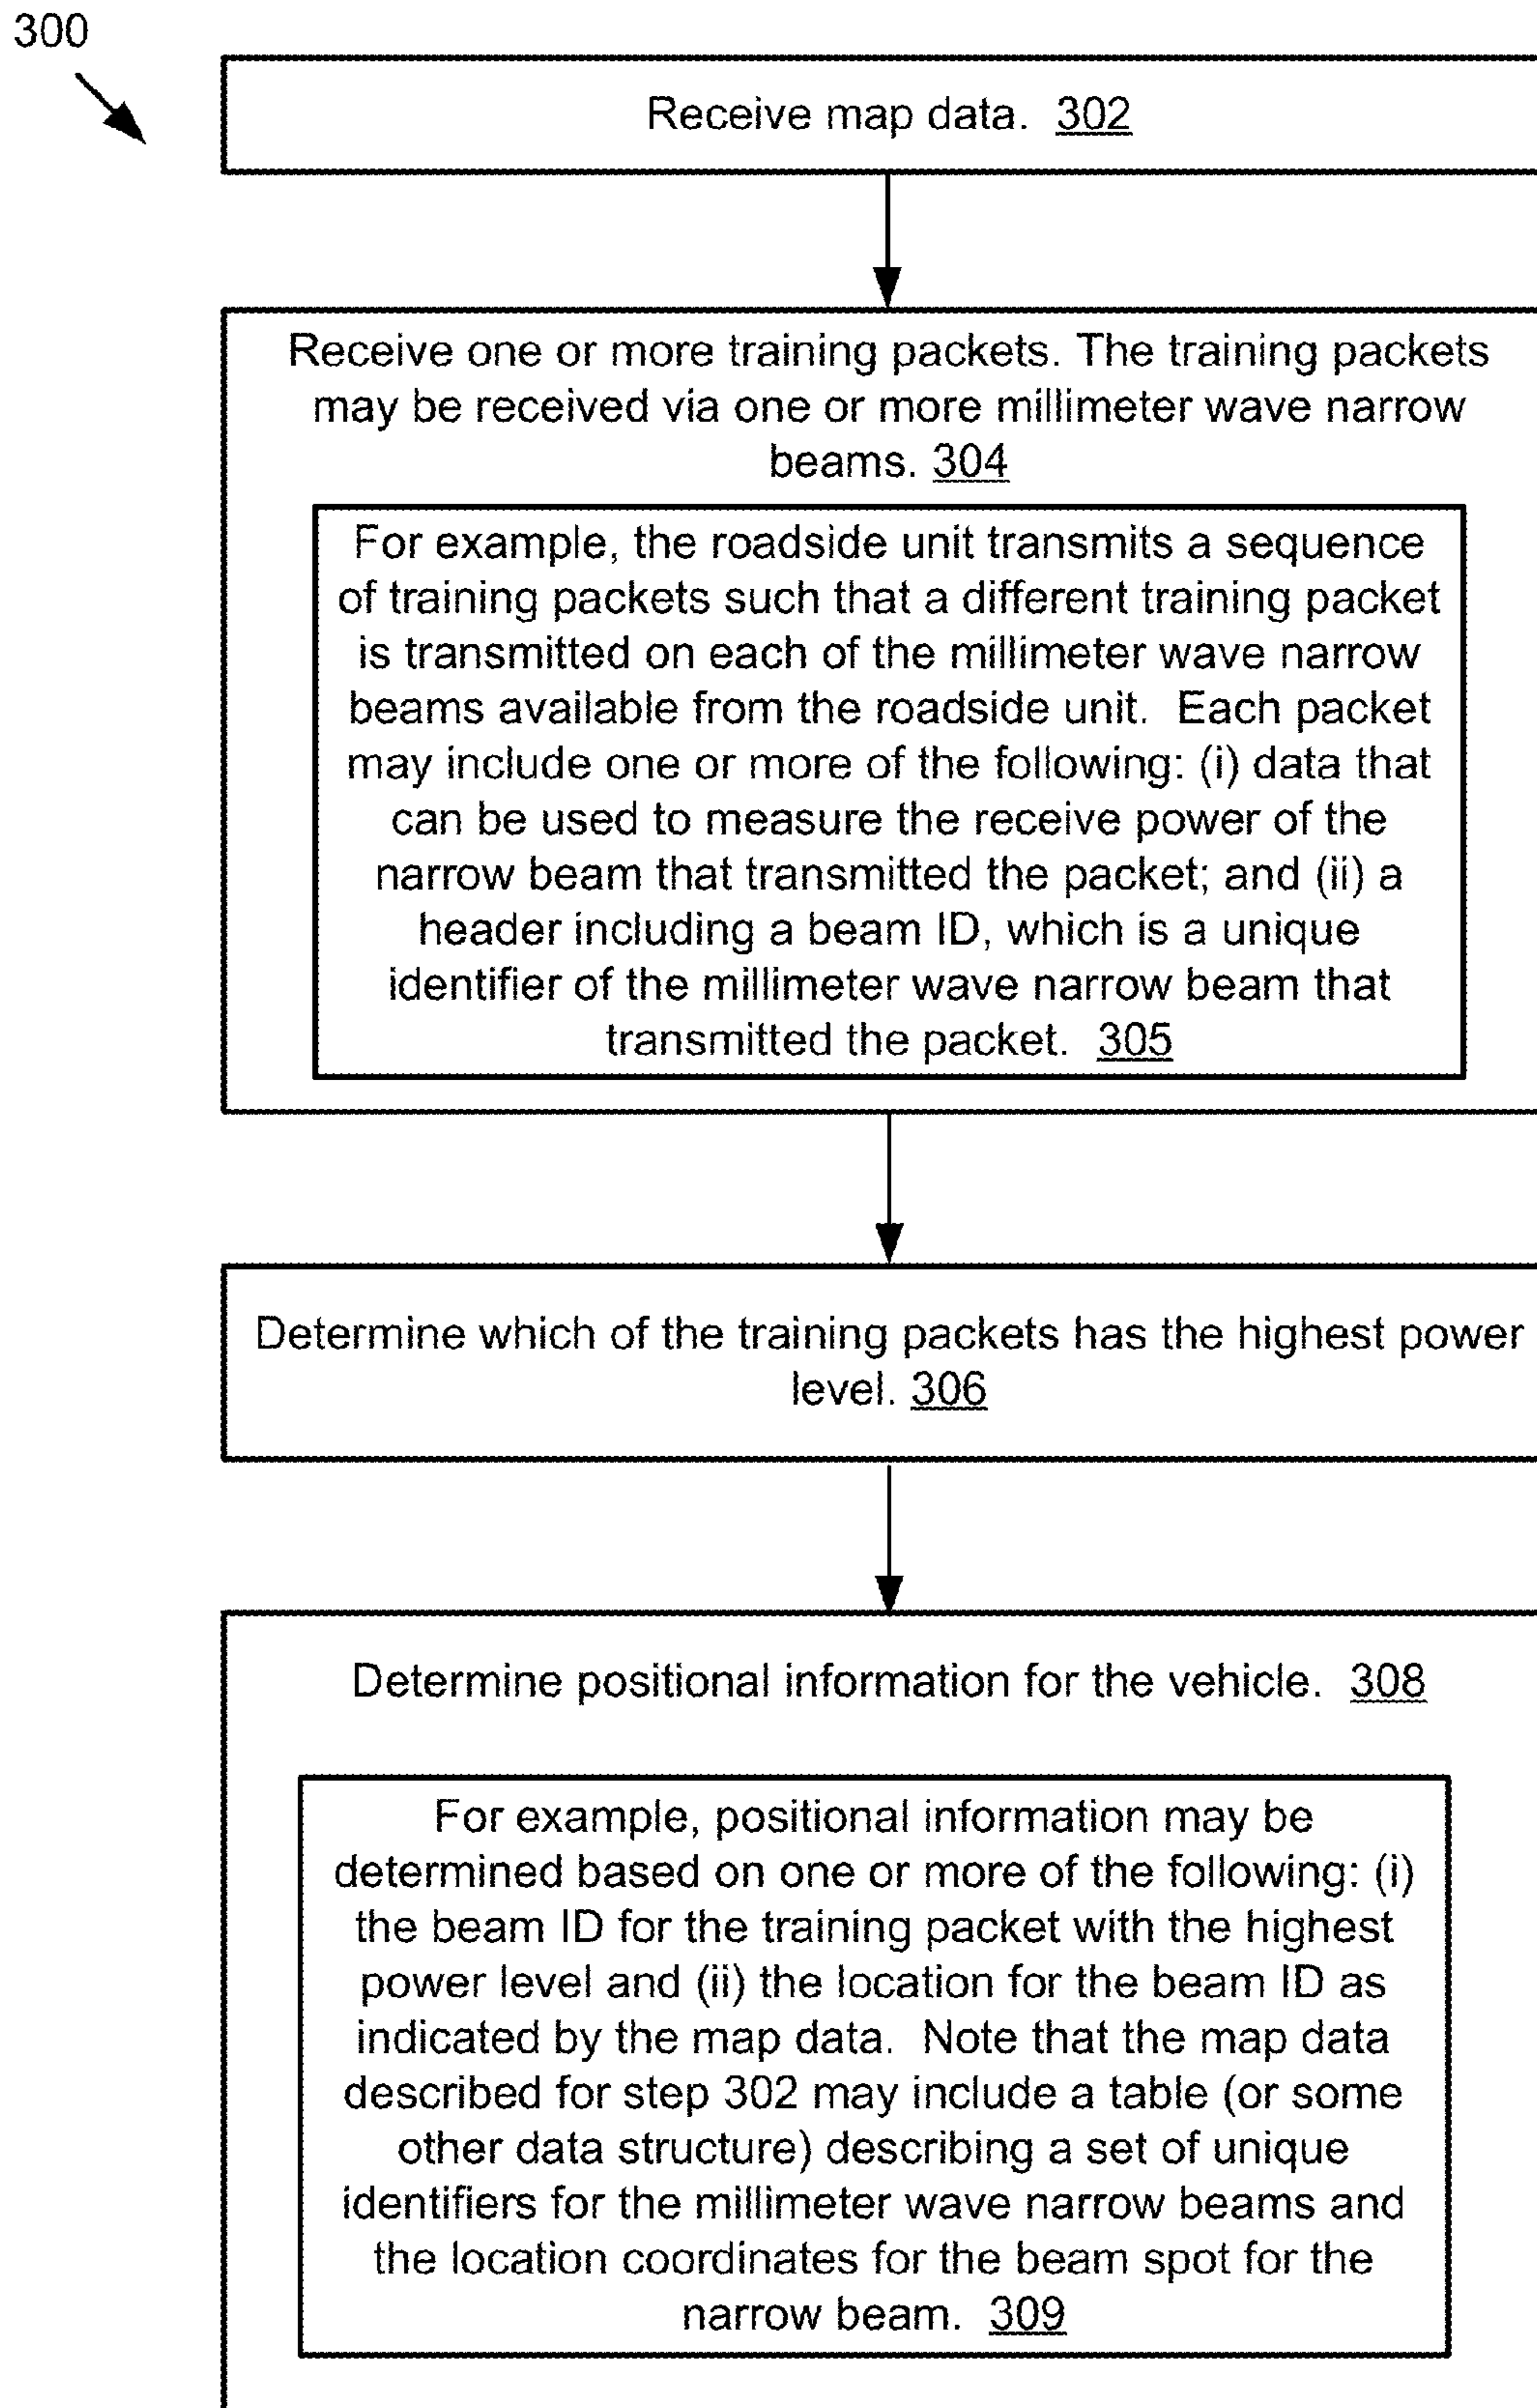 300
Receive map data. 302
Receive one or more training packets. The training packets
may be received via one or more millimeter wave narrow
beams. 304
For example, the roadside unit transmits a sequence
of training packets such that a different training packet
is transmitted on each of the millimeter wave narrow
beams available from the roadside unit. Each packet
may include one or more of the following: (i) data that
can be used to measure the receive power of the
narrow beam that transmitted the packet; and (ii) a
header including a beam ID, which is a unique
identifier of the millimeter wave narrow beam that
transmitted the packet. 305
Determine which of the training packets has the highest power
level. 306
Determine positional information for the vehicle. 308
For example, positional information may be
determined based on one or more of the following: (i)
the beam ID for the training packet with the highest
power level and (ii) the location for the beam ID as
indicated by the map data. Note that the map data
described for step 302 may include a table (or some
other data structure) describing a set of unique
identifiers for the millimeter wave narrow beams and
the location coordinates for the beam spot for the
narrow beam. 309